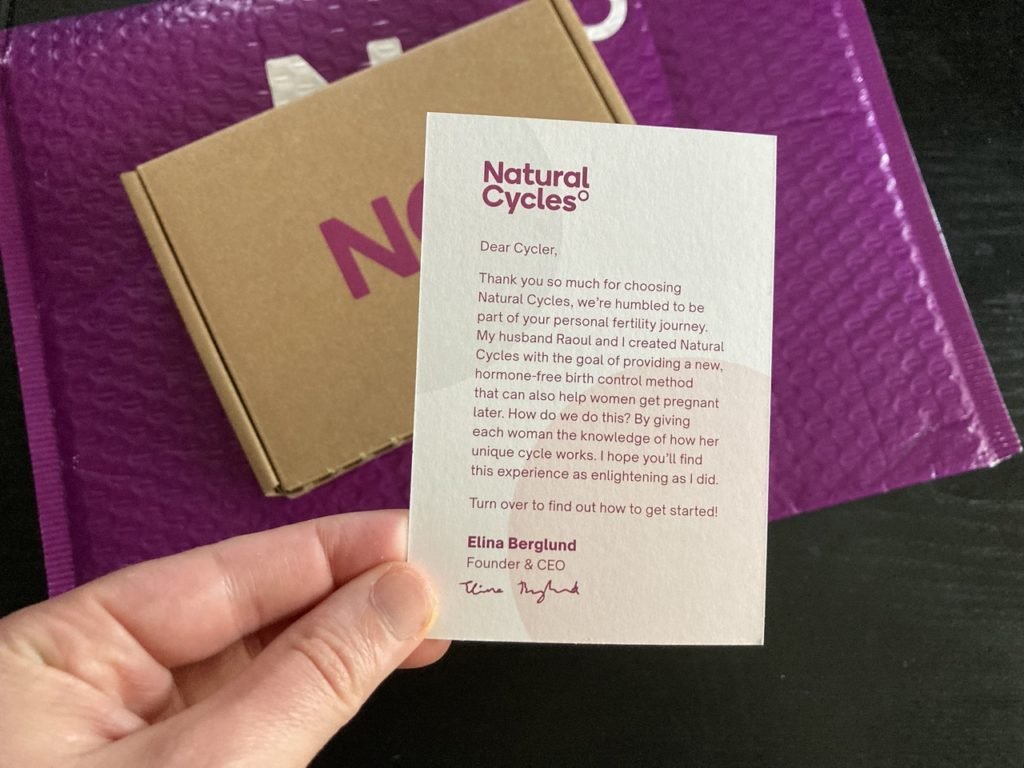 N
Natural
Cycles°
Dear Cycler,
Thank you so much for choosing
Natural Cycles, we’re humbled to be
part of your personal fertility journey.
My husband Raoul and I created Natural
Cycles with the goal of providing a new,
hormone-free birth control method
that can also help women get pregnant
later. How do we do this? By giving
each woman the knowledge of how her
unique cycle works. I hope you’ll find
this experience as enlightening as I did.
Turn over to find out how to get started!
Elina Berglund
Founder & CEO
Elina Berglund